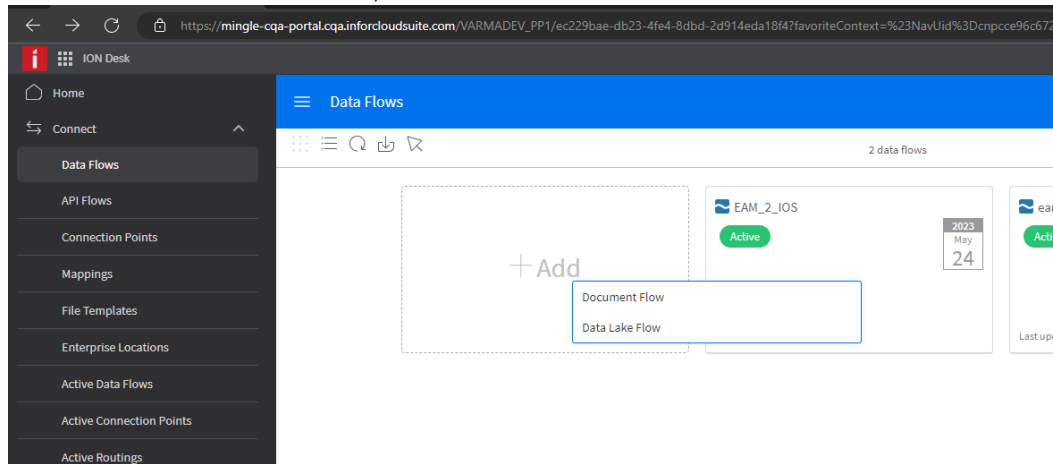 https://mingle-cqa-portal.cqa.inforcloudsuite.com/VARMADEV_PP1/ec229bae-db23-4fe4-8dbd-2d914eda18f4?favoriteContext=%23NavUid%3Dcnpcce96c672
ION Desk
Home
Connect
Data Flows
API Flows
Connection Points
Mappings
File Templates
Enterprise Locations
Active Data Flows
Active Connection Points
Active Routings
Data Flows
2 data flows
Add
Document Flow
Data Lake Flow
EAM_2_IOS
Active
2023
May
24
ea
Acti
Last up